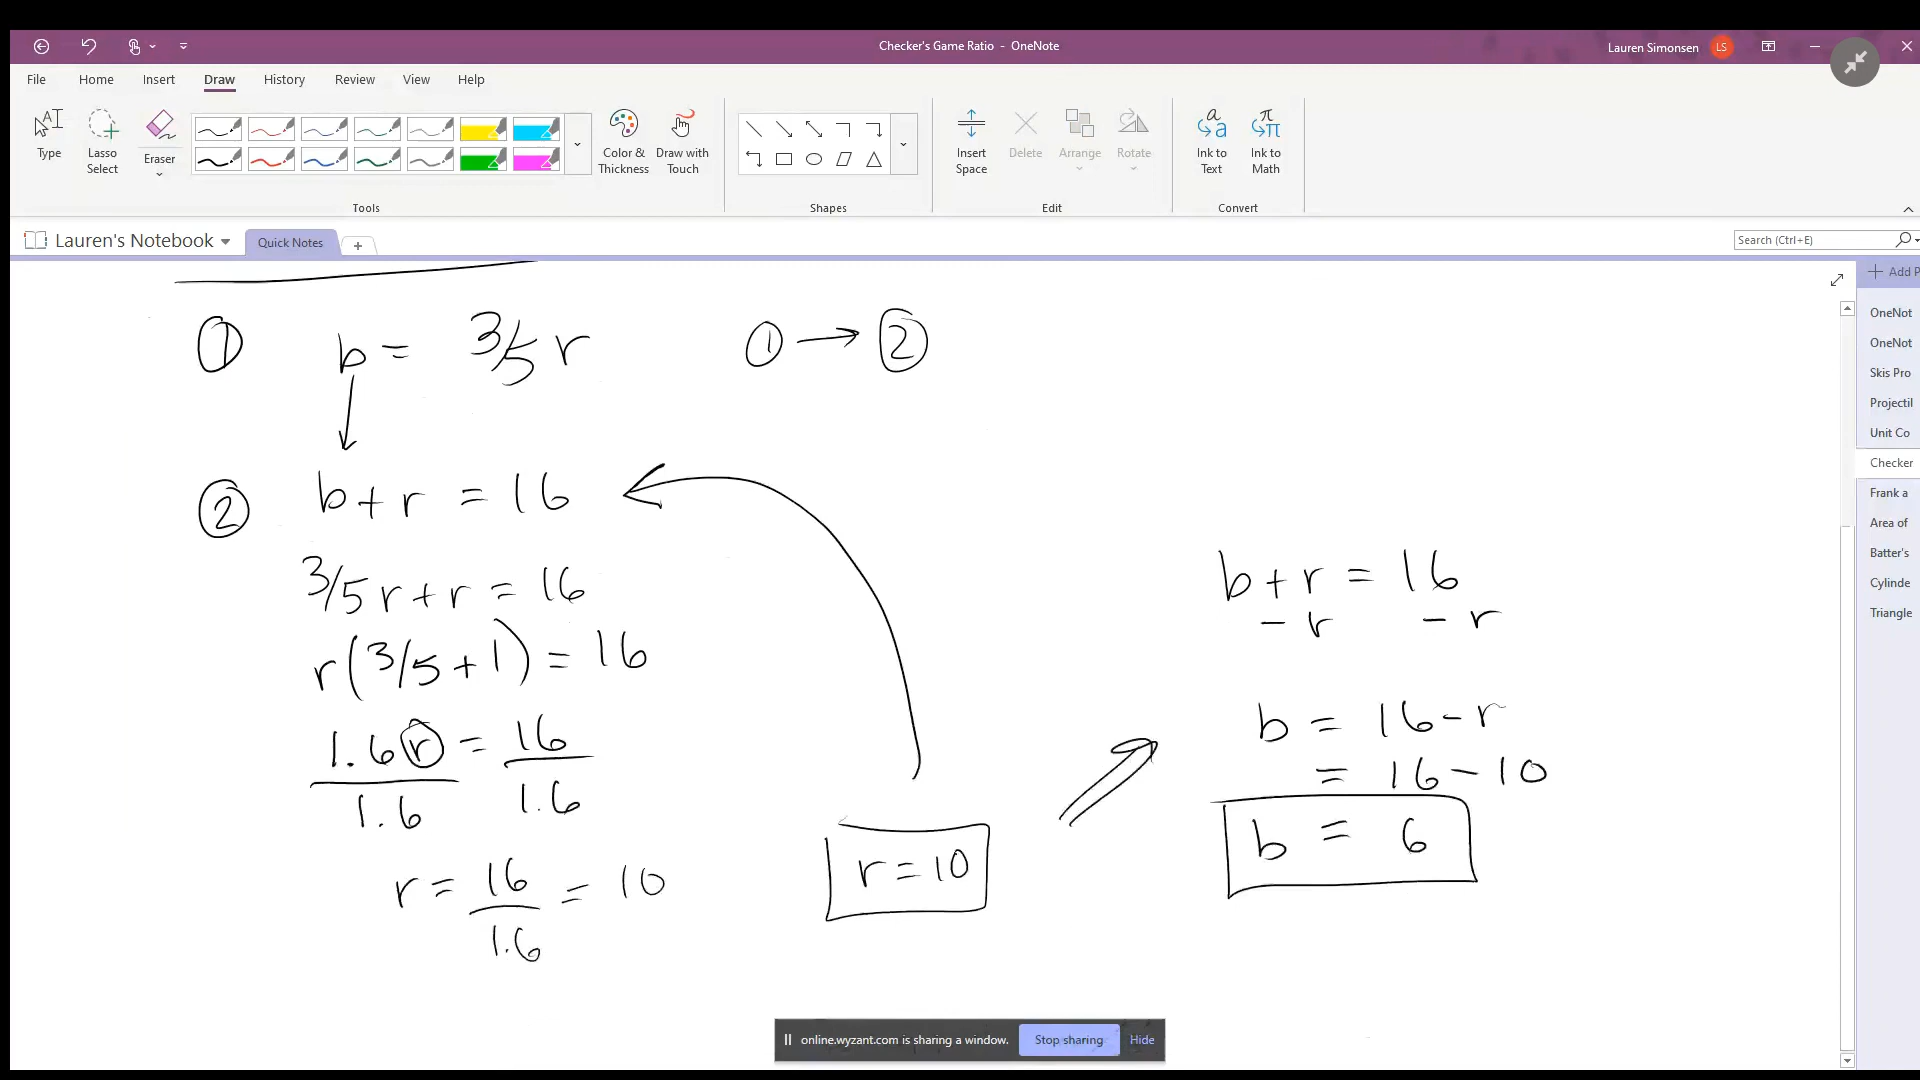 Checker's Game Ratio - OneNote
Lauren Simonsen LS
File Home Insert Draw History Review View Help
Type
Lasso Select
Eraser
Color & Thickness
Draw with Touch
Insert Space
Delete
Arrange
Rotate
Ink to Text
Ink to Math
Tools Shapes Edit Convert
Lauren's Notebook Quick Notes +
Search (Ctrl+E)
Add P
OneNot
OneNot
Skis Pro
Projectil
Unit Co
Checker
Frank a
Area of
Batter's
Cylinde
Triangle
① b = 3/5 r ① → ②
② b + r = 16
3/5 r + r = 16
r(3/5 + 1) = 16
1.6 r = 16
1.6 1.6
r = 16/1.6 = 10
r = 10
b + r = 16
- r - r
b = 16 - r
= 16 - 10
b = 6
online.wyzant.com is sharing a window. Stop sharing Hide